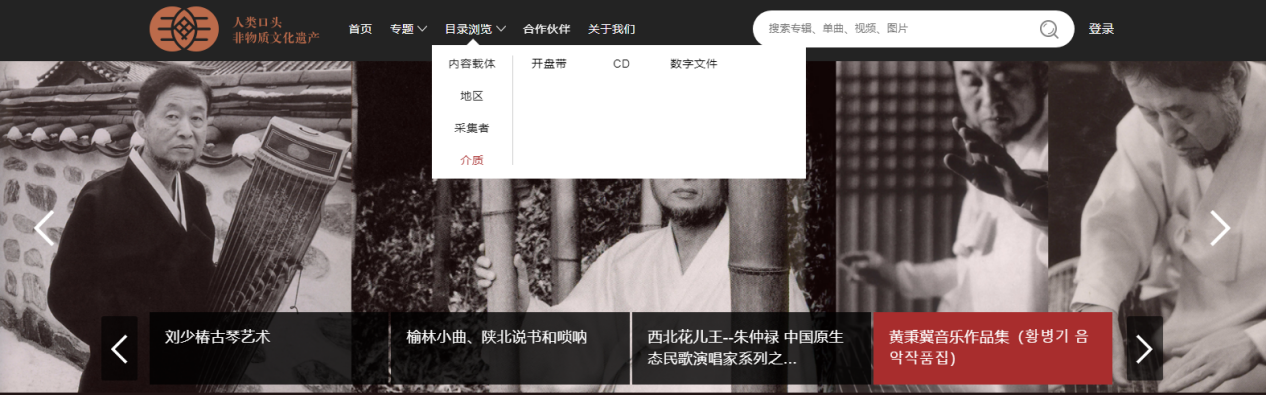 人类口头
非物质文化遗产
首页 专题 目录浏览 合作伙伴 关于我们 搜索专辑、单曲、视频、图片 登录
内容载体 开盘带 CD 数字文件
地区
采集者
介质
刘少椿古琴艺术
榆林小曲、陕北说书和唢呐
西北花儿王--朱仲禄 中国原生
态民歌演唱家系列之...
黄秉冀音乐作品集（황병기 음
악작품집）